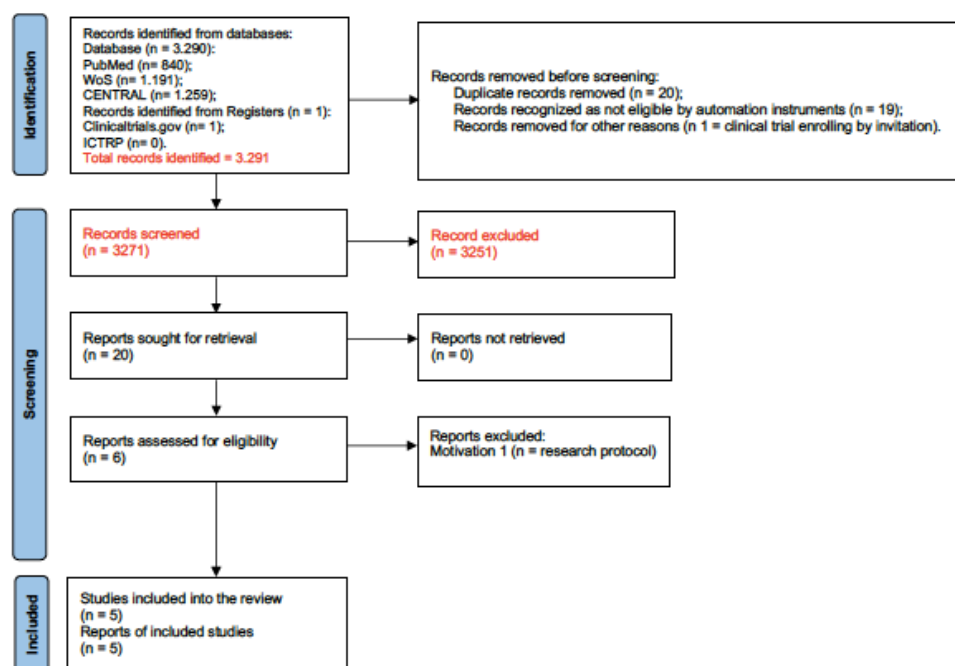 Identification
Records identified from databases:
Database (n = 3.290):
PubMed (n= 840);
WoS (n= 1.191);
CENTRAL (n= 1.259);
Records identified from Registers (n = 1):
Clinicaltrials.gov (n= 1);
ICTRP (n= 0).
Total records identified = 3.291
Records removed before screening:
Duplicate records removed (n = 20);
Records recognized as not eligible by automation instruments (n = 19);
Records removed for other reasons (n 1 = clinical trial enrolling by invitation).
Screening
Records screened
(n = 3271)
Record excluded
(n = 3251)
Reports sought for retrieval
(n = 20)
Reports not retrieved
(n = 0)
Reports assessed for eligibility
(n = 6)
Reports excluded:
Motivation 1 (n = research protocol)
Included
Studies included into the review
(n = 5)
Reports of included studies
(n = 5)